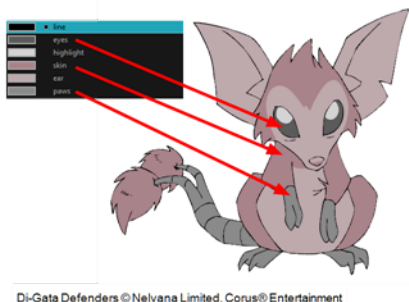 line
eyes
highlight
skin
ear
paws
Di-Gata Defenders © Nelvana Limited, Corus® Entertainment